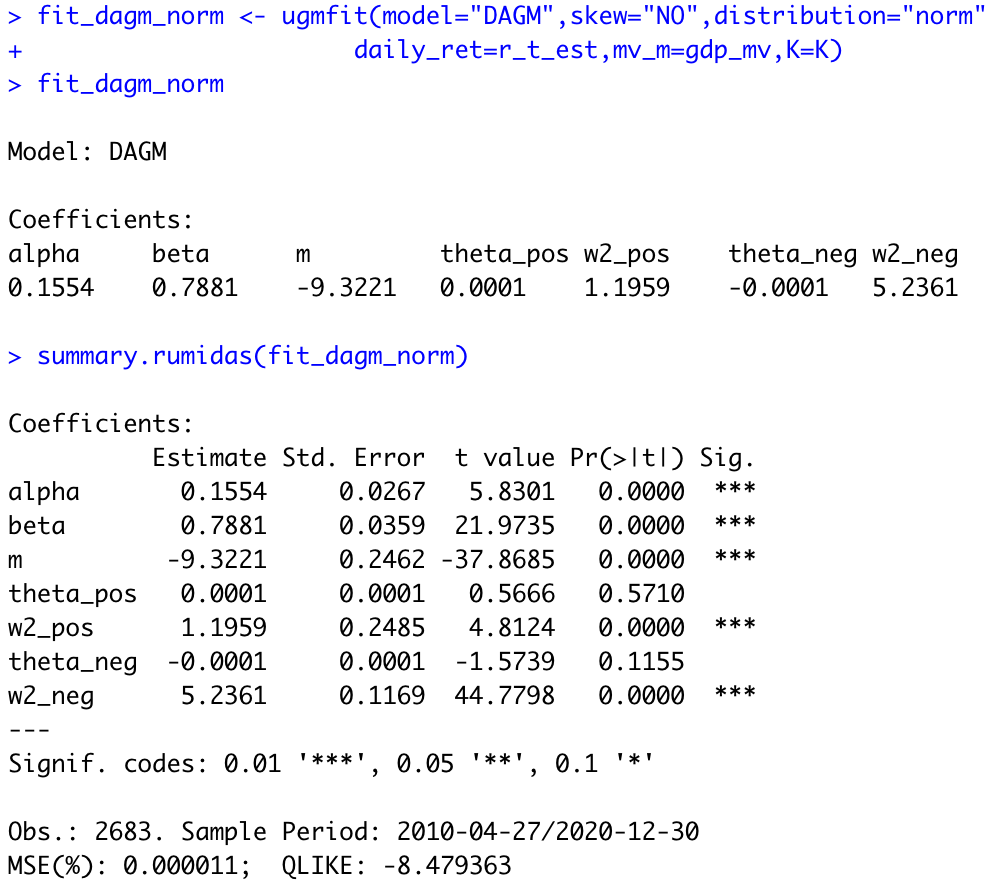 > fit_dagm_norm <- ugmfit(model="DAGM",skew="NO",distribution="norm"
+                        daily_ret=r_t_est,mv_m=gdp_mv,K=K)
> fit_dagm_norm
Model: DAGM
Coefficients:
alpha     beta      m         theta_pos w2_pos    theta_neg w2_neg
0.1554    0.7881    -9.3221   0.0001    1.1959    -0.0001   5.2361
> summary.rumidas(fit_dagm_norm)
Coefficients:
          Estimate Std. Error  t value Pr(>|t|) Sig.
alpha       0.1554     0.0267   5.8301   0.0000  ***
beta        0.7881     0.0359  21.9735   0.0000  ***
m          -9.3221     0.2462 -37.8685   0.0000  ***
theta_pos   0.0001     0.0001   0.5666   0.5710
w2_pos      1.1959     0.2485   4.8124   0.0000  ***
theta_neg  -0.0001     0.0001  -1.5739   0.1155
w2_neg      5.2361     0.1169  44.7798   0.0000  ***
---
Signif. codes: 0.01 '***', 0.05 '**', 0.1 '*'
Obs.: 2683. Sample Period: 2010-04-27/2020-12-30
MSE(%): 0.000011;  QLIKE: -8.479363